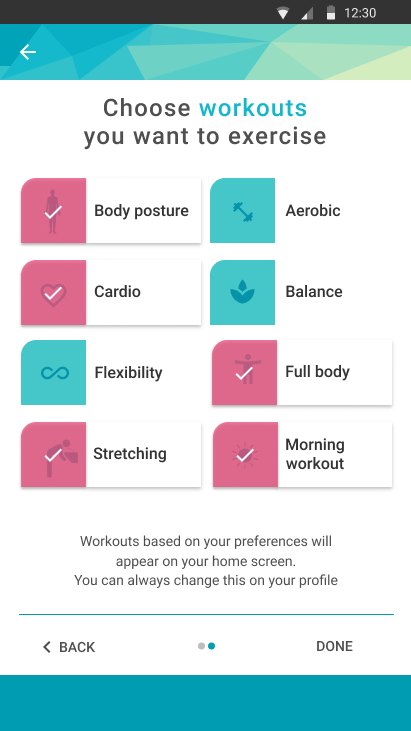 12:30
Choose workouts
you want to exercise
Body posture
Aerobic
Cardio
Balance
Flexibility
Full body
Stretching
Morning
workout
Workouts based on your preferences will
appear on your home screen.
You can always change this on your profile
BACK
DONE